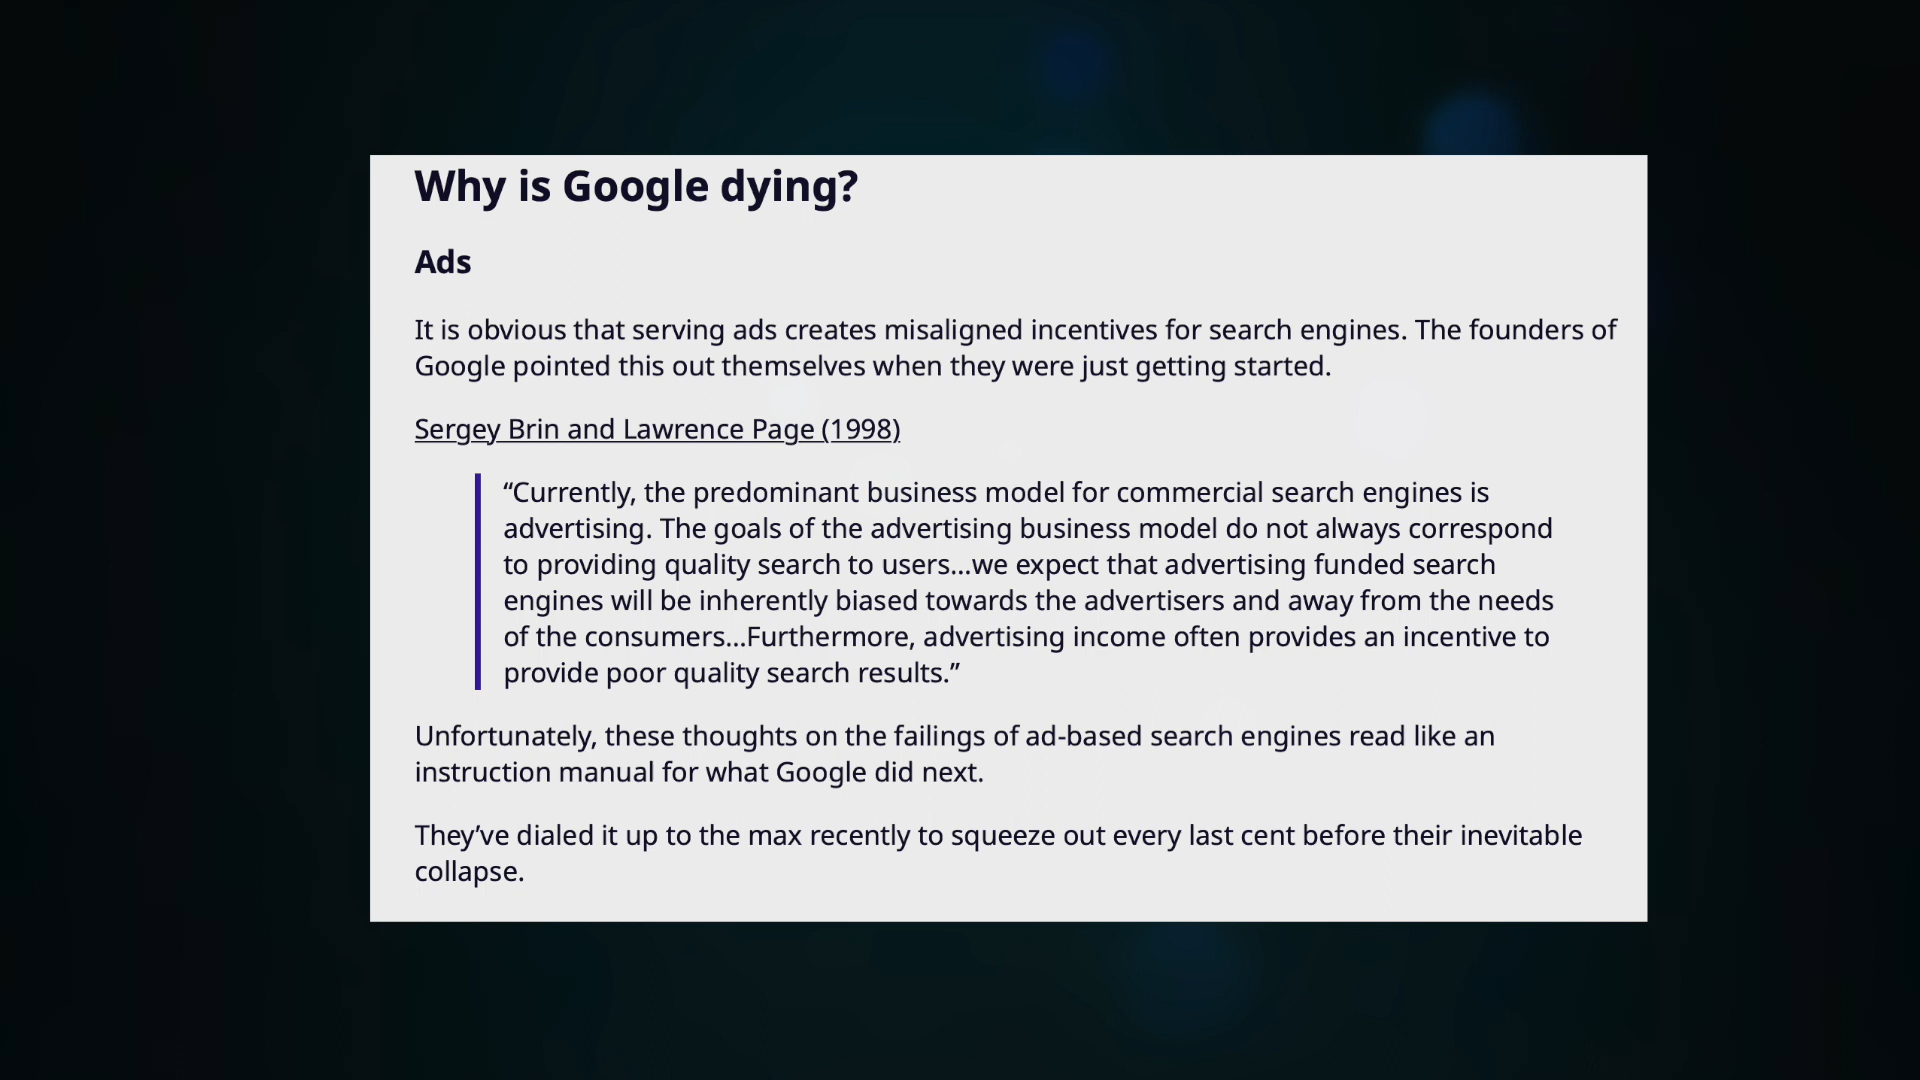 Why is Google dying?
Ads
It is obvious that serving ads creates misaligned incentives for search engines. The founders of
Google pointed this out themselves when they were just getting started.
Sergey Brin and Lawrence Page (1998)
“Currently, the predominant business model for commercial search engines is
advertising. The goals of the advertising business model do not always correspond
to providing quality search to users…we expect that advertising funded search
engines will be inherently biased towards the advertisers and away from the needs
of the consumers…Furthermore, advertising income often provides an incentive to
provide poor quality search results.”
Unfortunately, these thoughts on the failings of ad-based search engines read like an
instruction manual for what Google did next.
They’ve dialed it up to the max recently to squeeze out every last cent before their inevitable
collapse.